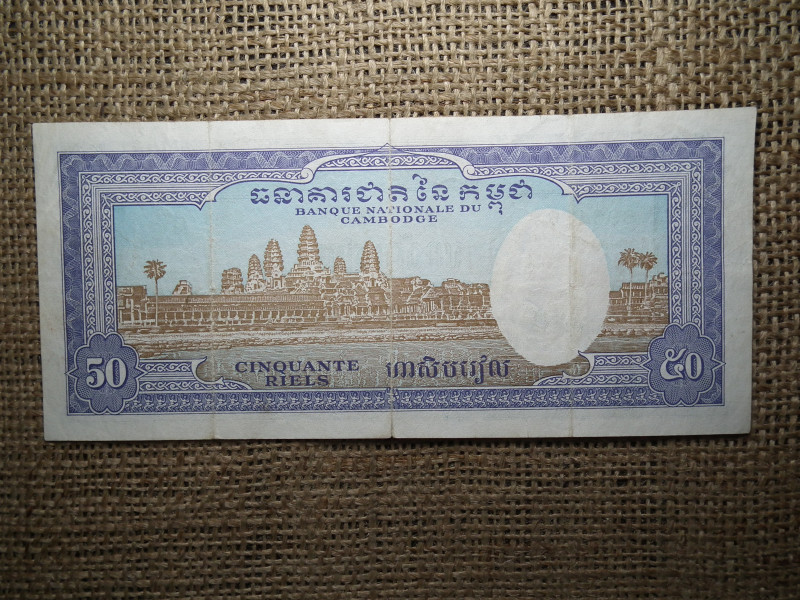 ធនាគារជាតិនៃកម្ពុជា
BANQUE NATIONALE DU
CAMBODGE
50
CINQUANTE
RIELS
ហាសិបរៀល
៥០